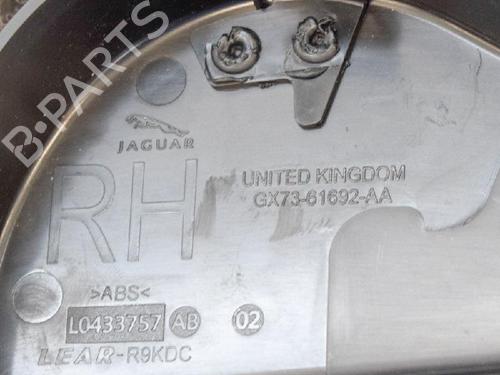 B-PARTS
JAGUAR
RH
UNITED KINGDOM
GX73-61692-AA
>ABS<
L0433757 AB 02
LEAR-R9KDC